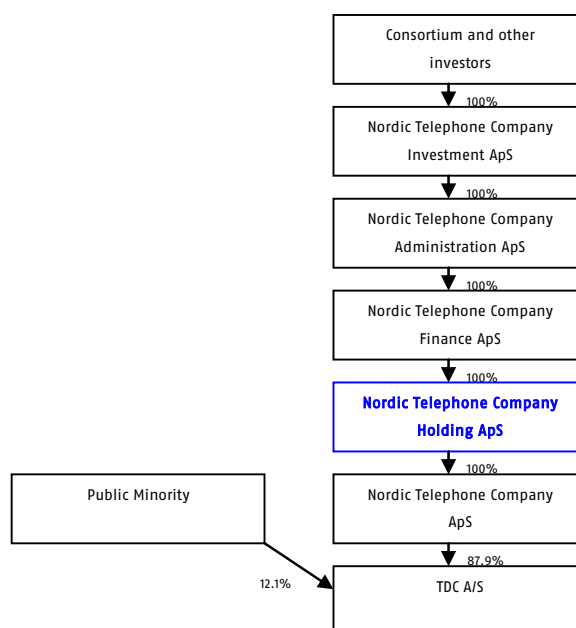 Consortium and other
investors
100%
Nordic Telephone Company
Investment ApS
100%
Nordic Telephone Company
Administration ApS
100%
Nordic Telephone Company
Finance ApS
100%
Nordic Telephone Company
Holding ApS
100%
Public Minority
Nordic Telephone Company
ApS
87.9%
12.1%
TDC A/S